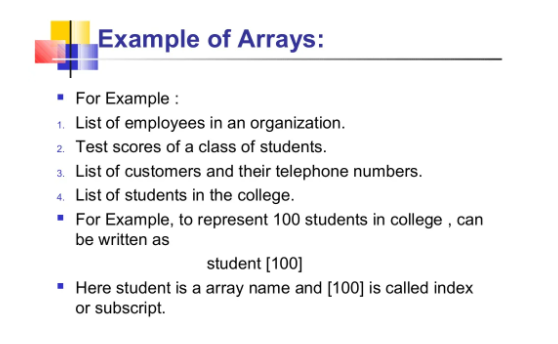 Example of Arrays:
For Example :
1. List of employees in an organization.
2. Test scores of a class of students.
3. List of customers and their telephone numbers.
4. List of students in the college.
For Example, to represent 100 students in college , can
be written as
student [100]
Here student is a array name and [100] is called index
or subscript.